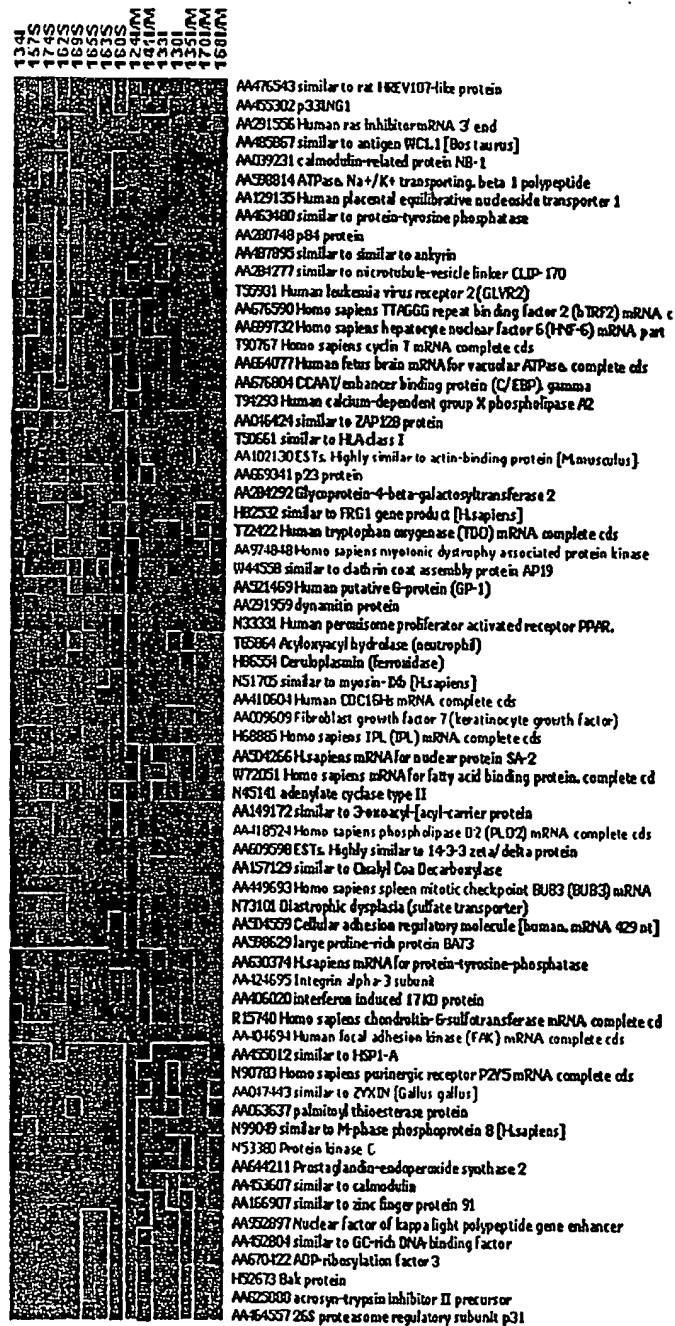 134I 157S 174S 162S 169S 165S 163S 160S 124I/M 141I/M 133I 130I 135I/M 170I/M 168I/M
AA476543 similar to rat HREV107-like protein
AA455302 p33ING1
AA291556 Human ras inhibitor mRNA 3' end
AA485867 similar to antigen WC1.1 [Bos taurus]
AA039231 calmodulin-related protein NB-1
AA598814 ATPase, Na+/K+ transporting, beta 1 polypeptide
AA129135 Human placental equilibrative nucleoside transporter 1
AA463480 similar to protein-tyrosine phosphatase
AA280748 p84 protein
AA487895 similar to similar to ankyrin
AA284277 similar to microtubule-vesicle linker CLIP-170
T55931 Human leukemia virus receptor 2 (GLVR2)
AA676590 Homo sapiens TTAGGG repeat binding factor 2 (hTRF2) mRNA c
AA699732 Homo sapiens hepatocyte nuclear factor 6 (HNF-6) mRNA part
T90767 Homo sapiens cyclin T mRNA complete cds
AA664077 Human fetus brain mRNA for vacuolar ATPase, complete cds
AA676804 CCAAT/enhancer binding protein (C/EBP), gamma
T94293 Human calcium-dependent group X phospholipase A2
AA046424 similar to ZAP128 protein
T50661 similar to HLA class I
AA102130 ESTs, Highly similar to actin-binding protein [M.musculus]
AA669341 p23 protein
AA284292 Glycoprotein-4-beta-galactosyltransferase 2
H82532 similar to FRG1 gene product [H.sapiens]
T72422 Human tryptophan oxygenase (TDO) mRNA complete cds
AA974848 Homo sapiens myotonic dystrophy associated protein kinase
W44558 similar to clathrin coat assembly protein AP19
AA521469 Human putative G-protein (GP-1)
AA291959 dynamitin protein
N33331 Human peroxisome proliferator activated receptor PPAR,
T65864 Acyloxyacyl hydrolase (neutrophil)
H86554 Ceruloplasmin (ferroxidase)
N51705 similar to myosin-IXb [H.sapiens]
AA410604 Human CDC16Hs mRNA complete cds
AA009609 Fibroblast growth factor 7 (keratinocyte growth factor)
H68885 Homo sapiens IPL (IPL) mRNA, complete cds
AA504266 H.sapiens mRNA for nuclear protein SA-2
W72051 Homo sapiens mRNA for fatty acid binding protein, complete cd
N45141 adenylate cyclase type II
AA149172 similar to 3-oxoacyl-[acyl-carrier protein
AA418524 Homo sapiens phospholipase D2 (PLD2) mRNA complete cds
AA609598 ESTs, Highly similar to 14-3-3 zeta/delta protein
AA157129 similar to Oxalyl Coa Decarboxylase
AA449693 Homo sapiens spleen mitotic checkpoint BUB3 (BUB3) mRNA
N73101 Diastrophic dysplasia (sulfate transporter)
AA504559 Cellular adhesion regulatory molecule [human, mRNA 429 nt]
AA598629 large proline-rich protein BAT3
AA630374 H.sapiens mRNA for protein-tyrosine-phosphatase
AA424695 Integrin alpha-3 subunit
AA406020 interferon induced 17 KD protein
R15740 Homo sapiens chondroitin-6-sulfotransferase mRNA, complete cd
AA404694 Human focal adhesion kinase (FAK) mRNA complete cds
AA455012 similar to HSP1-A
N90783 Homo sapiens purinergic receptor P2Y5 mRNA complete cds
AA047443 similar to ZYXIN [Gallus gallus]
AA063637 palmitoyl thioesterase protein
N99049 similar to M-phase phosphoprotein 8 [H.sapiens]
N53380 Protein kinase C
AA644211 Prostaglandin-endoperoxide synthase 2
AA453607 similar to calmodulin
AA166907 similar to zinc finger protein 91
AA952897 Nuclear factor of kappa light polypeptide gene enhancer
AA452804 similar to GC-rich DNA-binding factor
AA670422 ADP-ribosylation factor 3
H52673 Bak protein
AA625080 acrosyn-trypsin inhibitor II precursor
AA464557 26S proteasome regulatory subunit p31